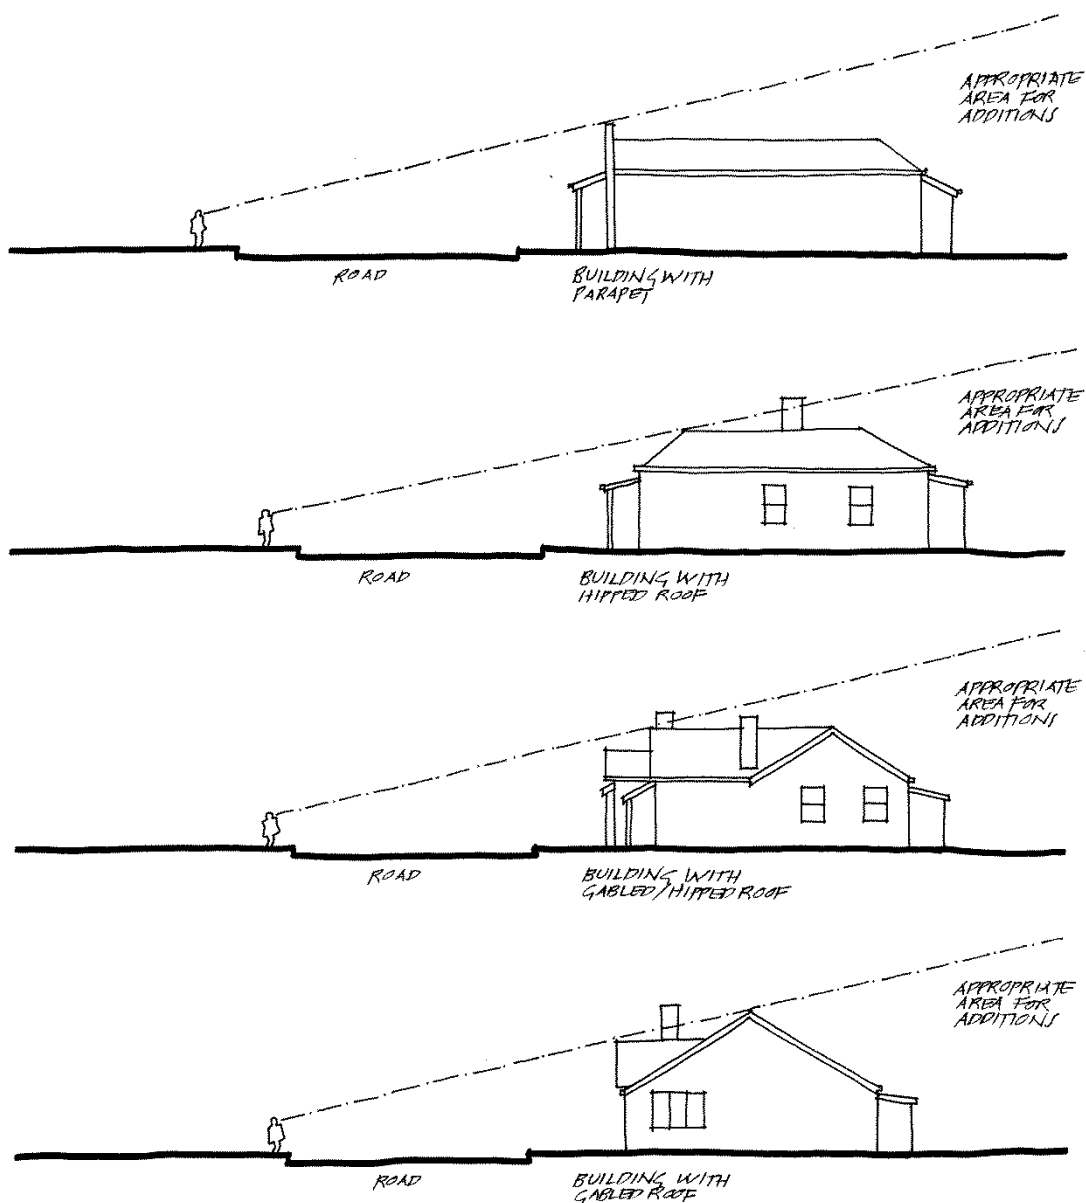 APPROPRIATE
AREA FOR
ADDITIONS
ROAD
BUILDING WITH
PARAPET
APPROPRIATE
AREA FOR
ADDITIONS
ROAD
BUILDING WITH
HIPPED ROOF
APPROPRIATE
AREA FOR
ADDITIONS
ROAD
BUILDING WITH
GABLED/HIPPED ROOF
APPROPRIATE
AREA FOR
ADDITIONS
ROAD
BUILDING WITH
GABLED ROOF